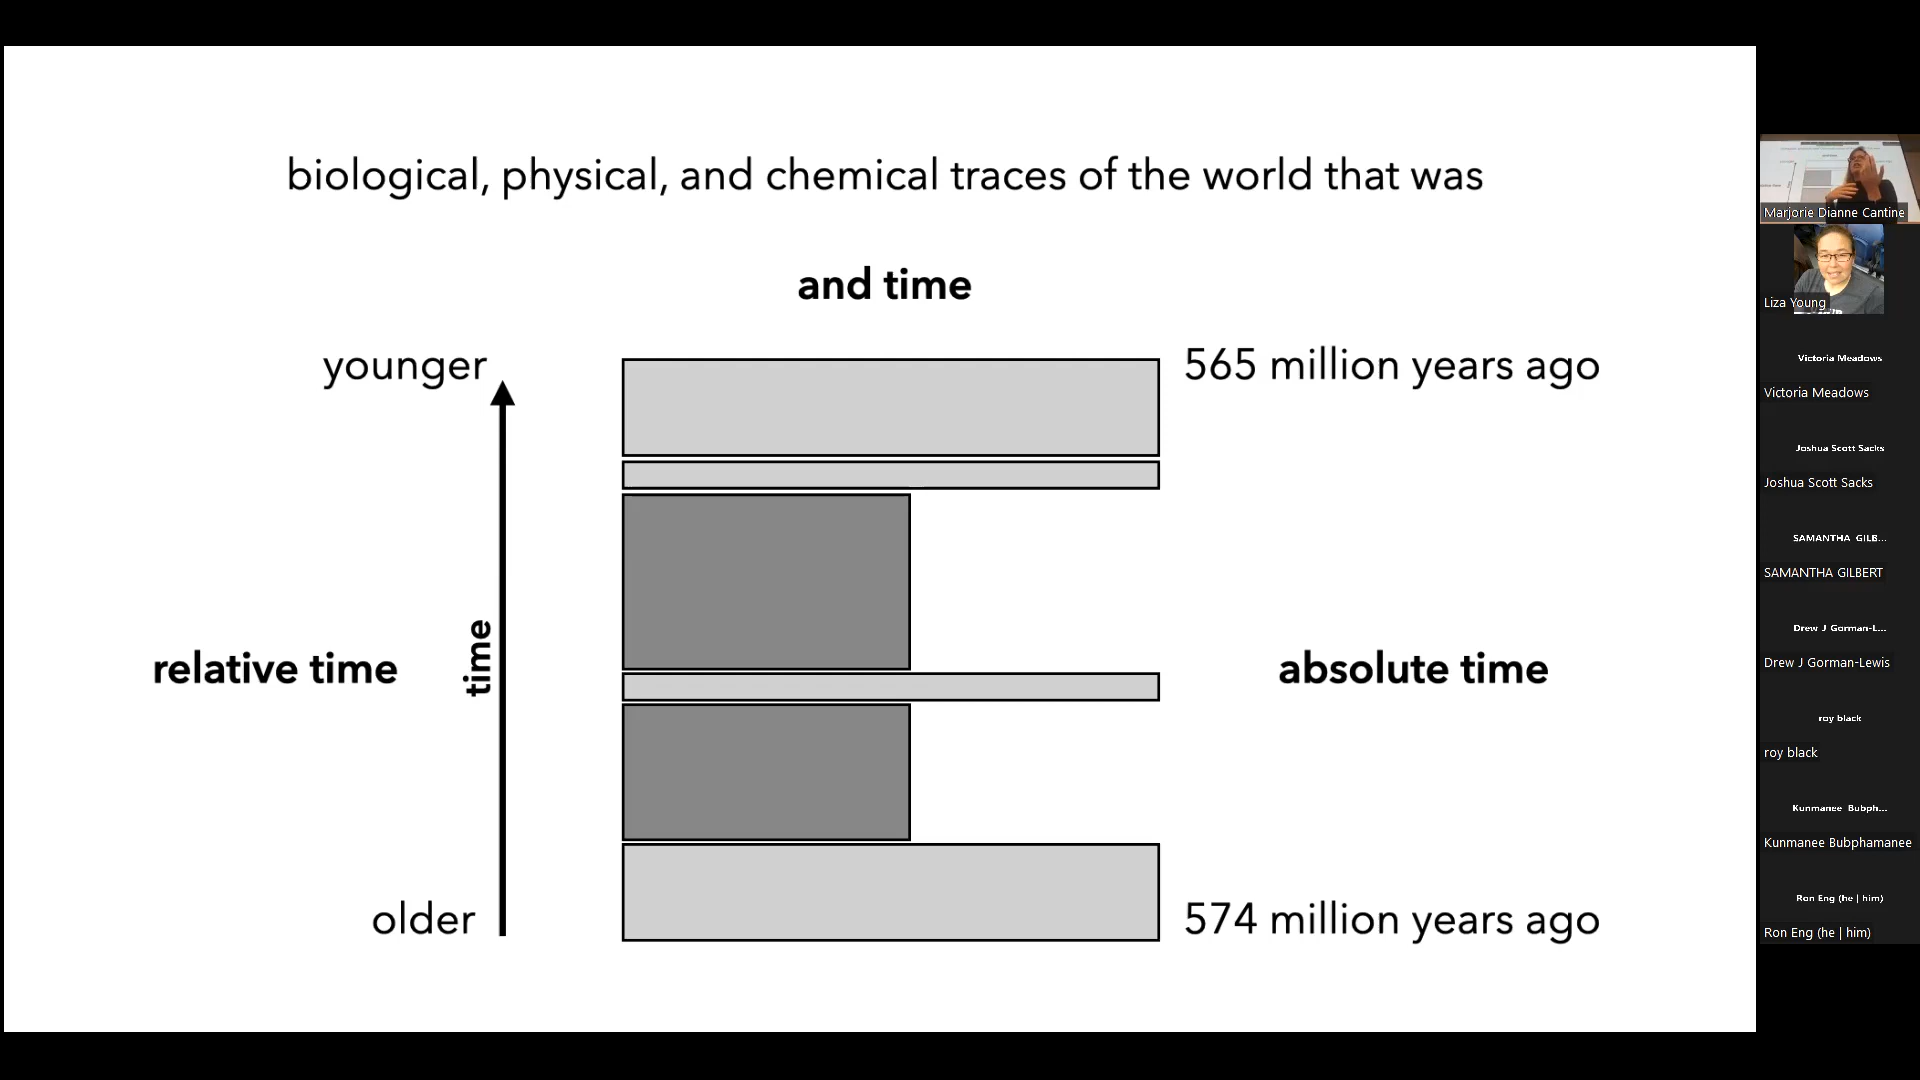 biological, physical, and chemical traces of the world that was
and time
younger
565 million years ago
relative time
time
absolute time
older
574 million years ago
Marjorie Dianne Cantine
Liza Young
Victoria Meadows
Victoria Meadows
Joshua Scott Sacks
Joshua Scott Sacks
SAMANTHA GILB...
SAMANTHA GILBERT
Drew J Gorman-L...
Drew J Gorman-Lewis
roy black
roy black
Kunmanee Bubph...
Kunmanee Bubphamanee
Ron Eng (he | him)
Ron Eng (he | him)